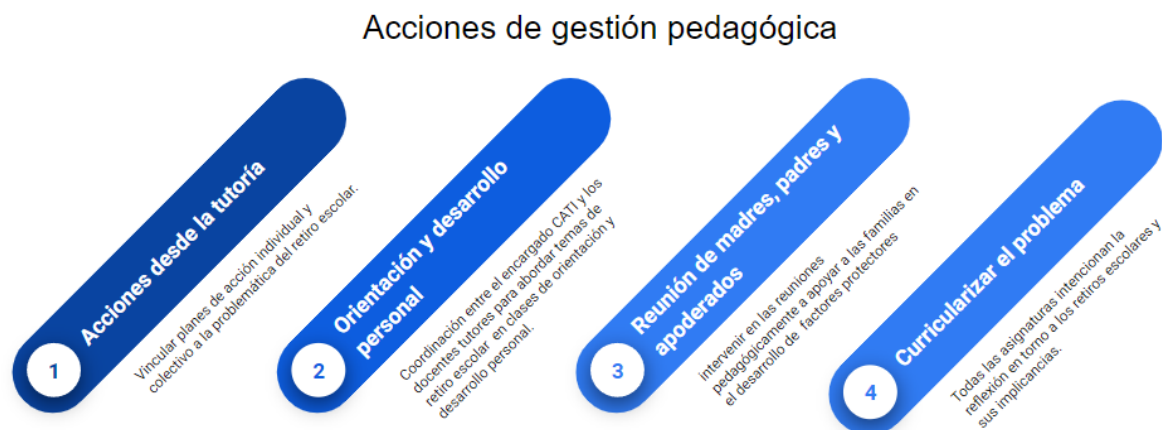 Acciones de gestión pedagógica
1
Acciones desde la tutoría
Vincular planes de acción individual y
colectivo a la problemática del retiro escolar.
2
Orientación y desarrollo
personal
Coordinación entre el encargado CATI y los
docentes tutores para abordar temas de
retiro escolar en clases de orientación y
desarrollo personal.
3
Reunión de madres, padres y
apoderados
intervenir en las reuniones
pedagógicamente a apoyar a las familias en
el desarrollo de factores protectores
4
Curricularizar el problema
Todas las asignaturas intencionan la
reflexión en torno a los retiros escolares y
sus implicancias.